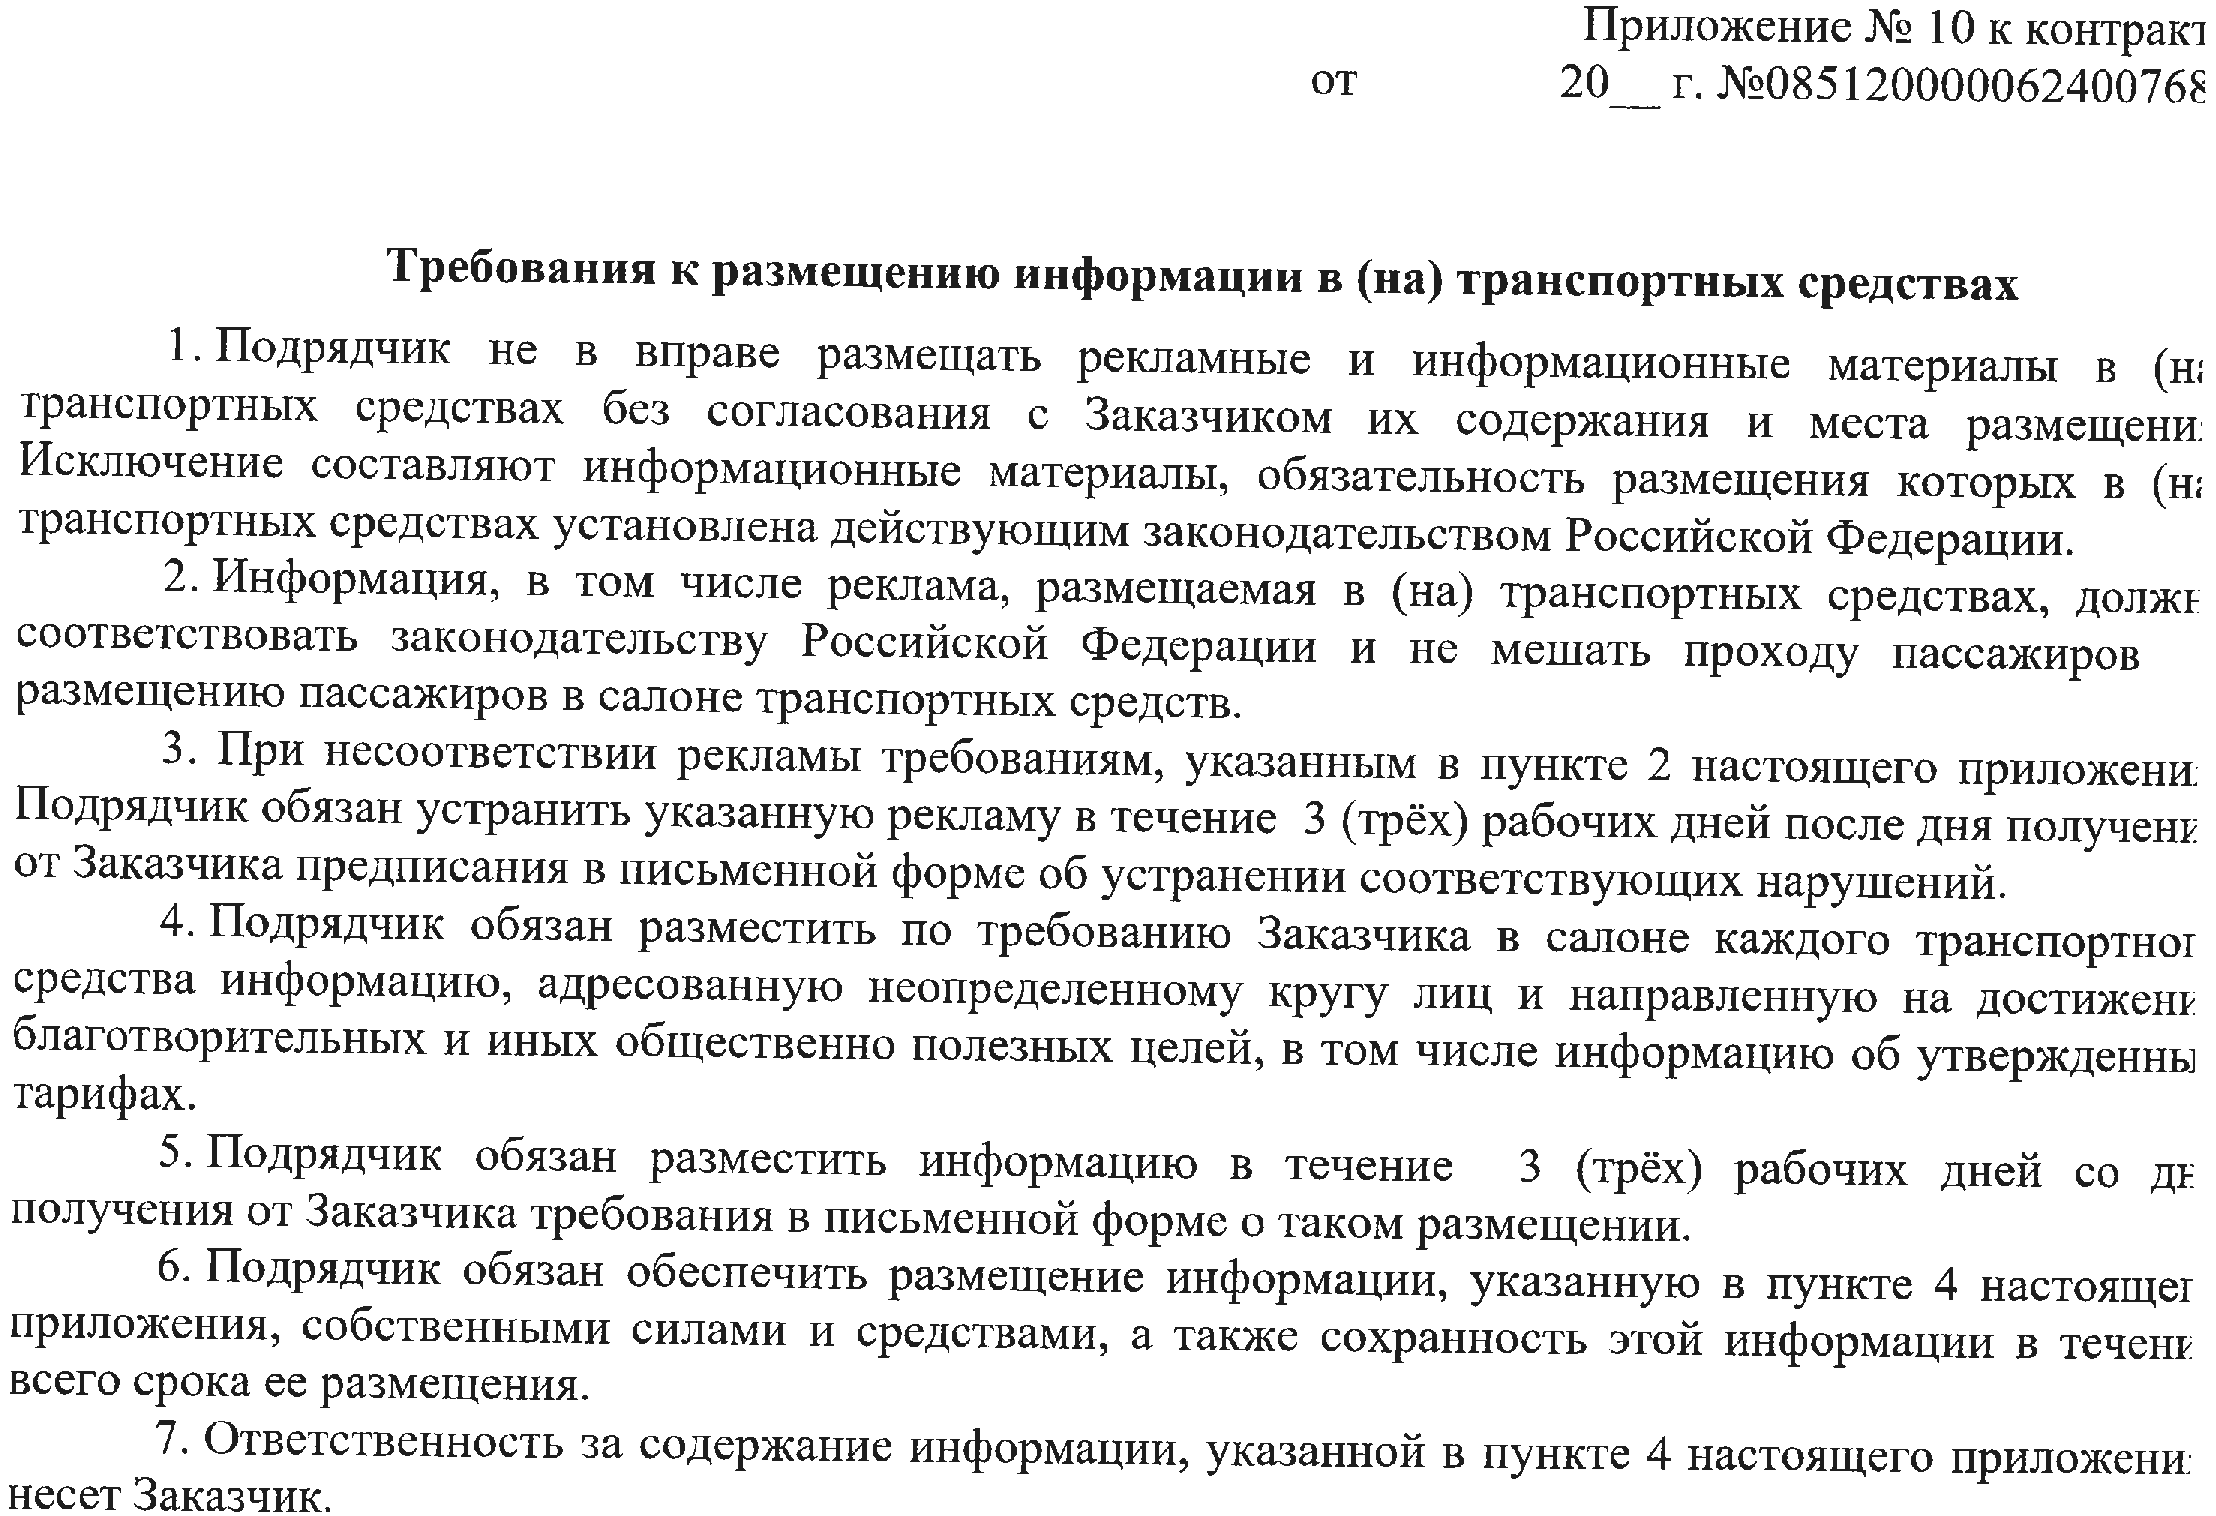 Приложение № 10 к контракт
от 20__ г. №085120000062400768
Требования к размещению информации в (на) транспортных средствах
1. Подрядчик не в вправе размещать рекламные и информационные материалы в (на
транспортных средствах без согласования с Заказчиком их содержания и места размещени
Исключение составляют информационные материалы, обязательность размещения которых в (на
транспортных средствах установлена действующим законодательством Российской Федерации.
2. Информация, в том числе реклама, размещаемая в (на) транспортных средствах, должн
соответствовать законодательству Российской Федерации и не мешать проходу пассажиров
размещению пассажиров в салоне транспортных средств.
3. При несоответствии рекламы требованиям, указанным в пункте 2 настоящего приложени
Подрядчик обязан устранить указанную рекламу в течение 3 (трёх) рабочих дней после дня получени
от Заказчика предписания в письменной форме об устранении соответствующих нарушений.
4. Подрядчик обязан разместить по требованию Заказчика в салоне каждого транспортног
средства информацию, адресованную неопределенному кругу лиц и направленную на достижени
благотворительных и иных общественно полезных целей, в том числе информацию об утвержденны
тарифах.
5. Подрядчик обязан разместить информацию в течение 3 (трёх) рабочих дней со дн
получения от Заказчика требования в письменной форме о таком размещении.
6. Подрядчик обязан обеспечить размещение информации, указанную в пункте 4 настоящег
приложения, собственными силами и средствами, а также сохранность этой информации в течени
всего срока ее размещения.
7. Ответственность за содержание информации, указанной в пункте 4 настоящего приложени
несет Заказчик.